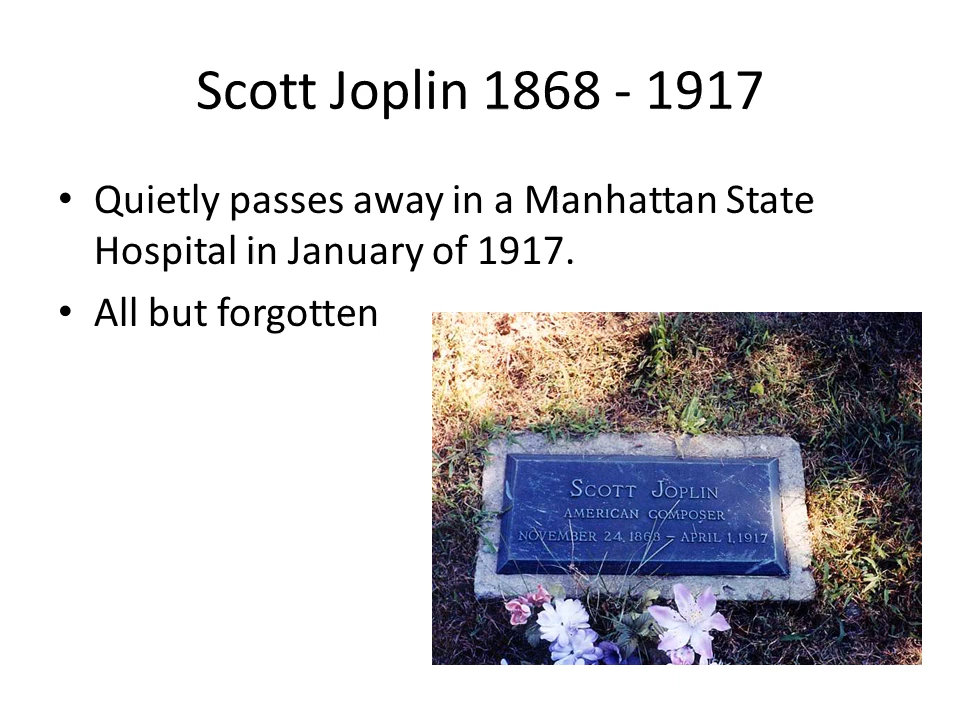 Scott Joplin 1868 - 1917
• Quietly passes away in a Manhattan State
Hospital in January of 1917.
• All but forgotten
SCOTT JOPLIN
AMERICAN COMPOSER
NOVEMBER 24, 1868 – APRIL 1, 1917